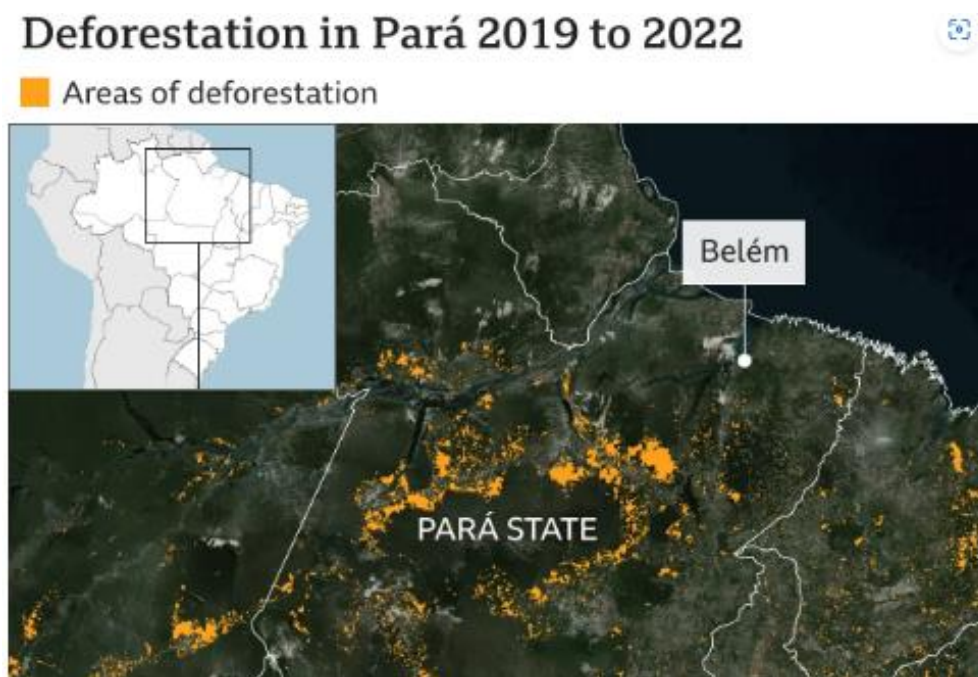 Deforestation in Pará 2019 to 2022
Areas of deforestation
Belém
PARÁ STATE